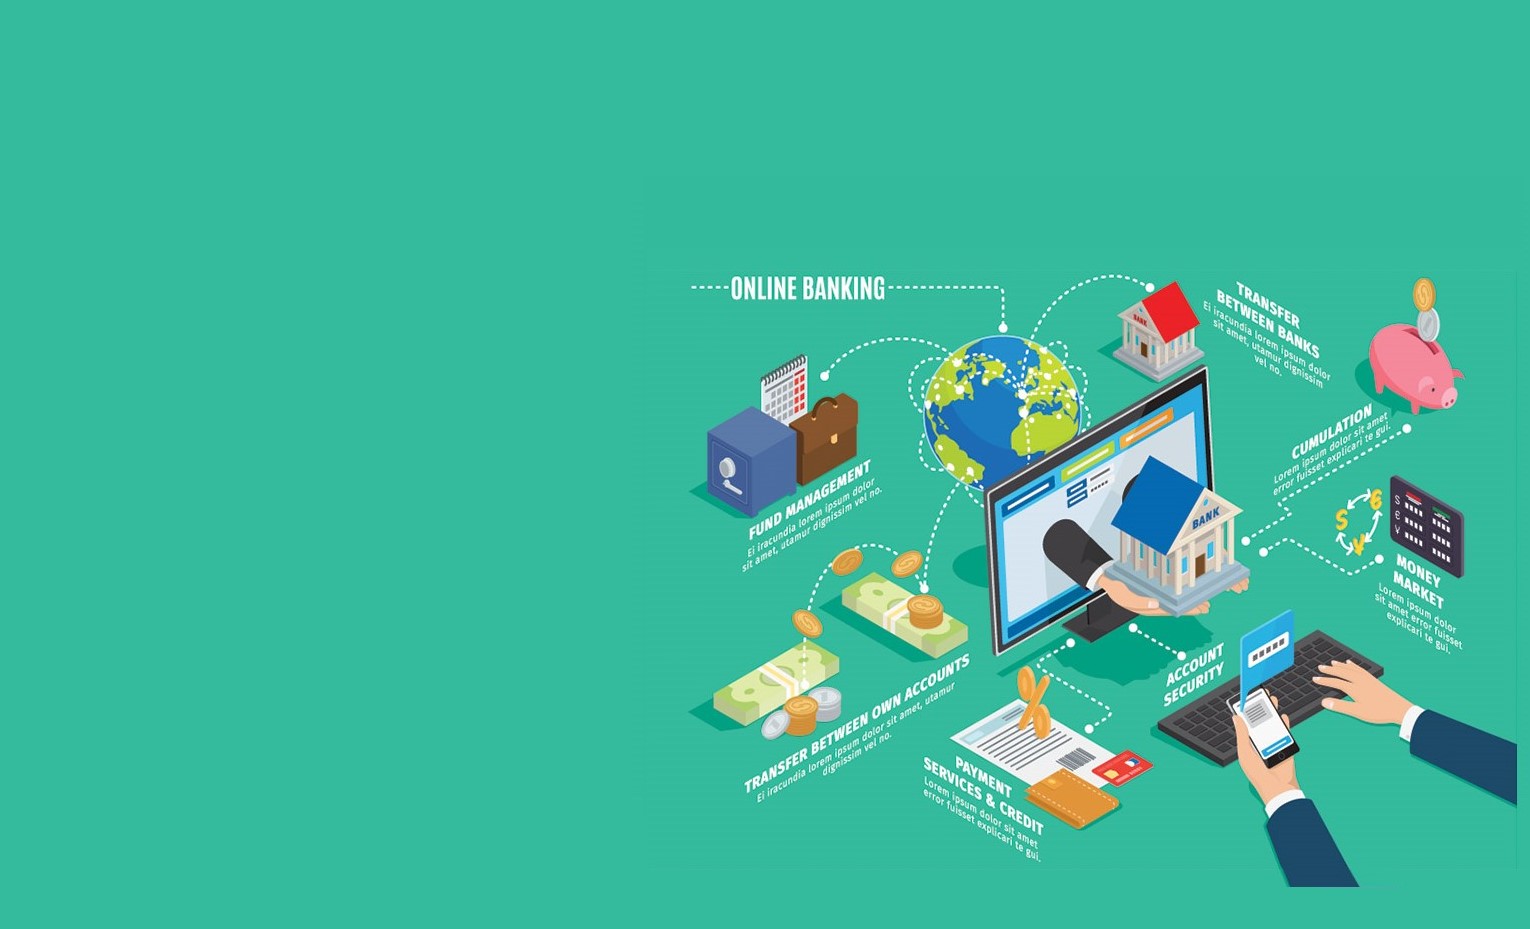 ONLINE BANKING
TRANSFER
BETWEEN BANKS
Ei iracundia lorem ipsum dolor
sit amet, utamur dignissim
vel no.
BANK
FUND MANAGEMENT
Ei iracundia lorem ipsum dolor
sit amet, utamur dignissim vel no.
CUMULATION
Lorem ipsum dolor sit amet
error fuisset explicari te gui.
BANK
$ € ¥
$ € ¥
MONEY
MARKET
Lorem ipsum dolor
sit amet error fuisset
explicari te gui.
TRANSFER BETWEEN OWN ACCOUNTS
Ei iracundia lorem ipsum dolor sit amet, utamur
dignissim vel no.
ACCOUNT
SECURITY
PAYMENT
SERVICES & CREDIT
Lorem ipsum dolor sit amet
error fuisset explicari te gui.